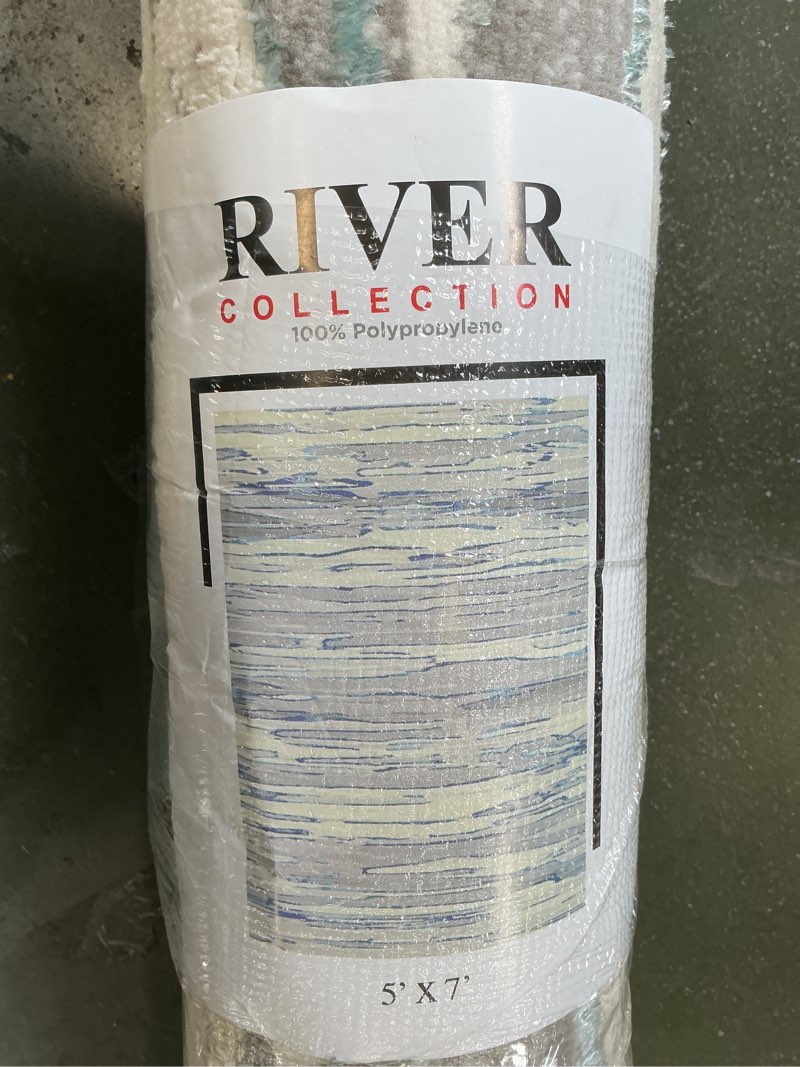 RIVER
COLLECTION
100% Polypropylene
5' X 7'